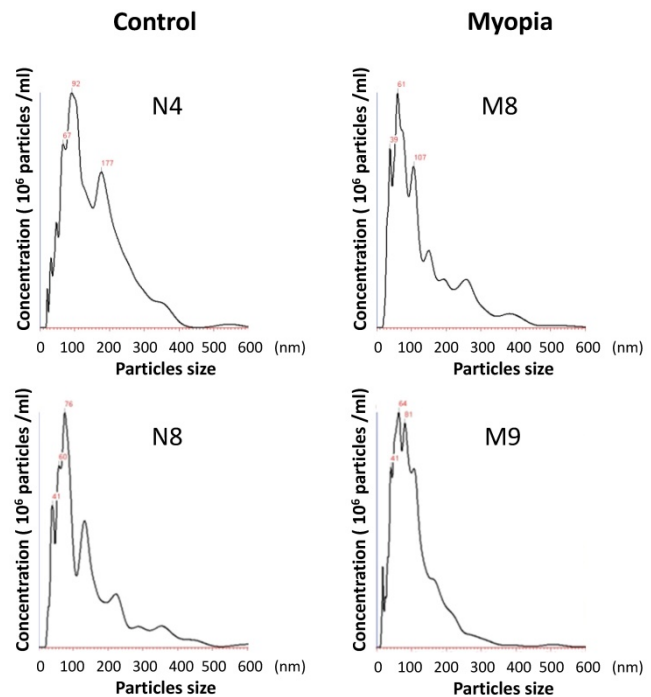 Control
Myopia
Concentration ( 10⁶ particles /ml)
92
67
177
N4
0 100 200 300 400 500 600 (nm)
Particles size
Concentration ( 10⁶ particles /ml)
61
39
107
M8
0 100 200 300 400 500 600 (nm)
Particles size
Concentration ( 10⁶ particles /ml)
76
60
41
N8
0 100 200 300 400 500 600 (nm)
Particles size
Concentration ( 10⁶ particles /ml)
64
81
41
M9
0 100 200 300 400 500 600 (nm)
Particles size